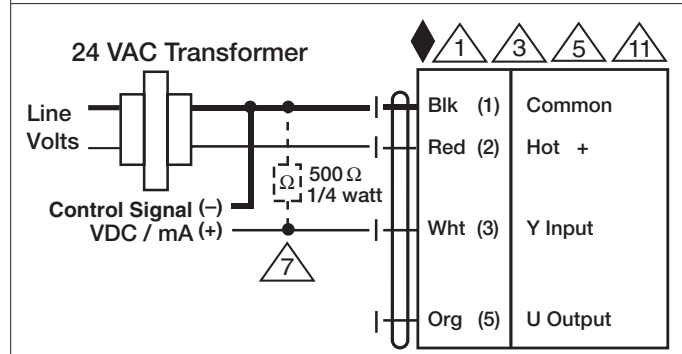 24 VAC Transformer
1 3 5 11
Line
Volts
Blk (1) Common
Red (2) Hot +
Ω 500 Ω
1/4 watt
Control Signal (–)
VDC / mA (+)
Wht (3) Y Input
7
Org (5) U Output